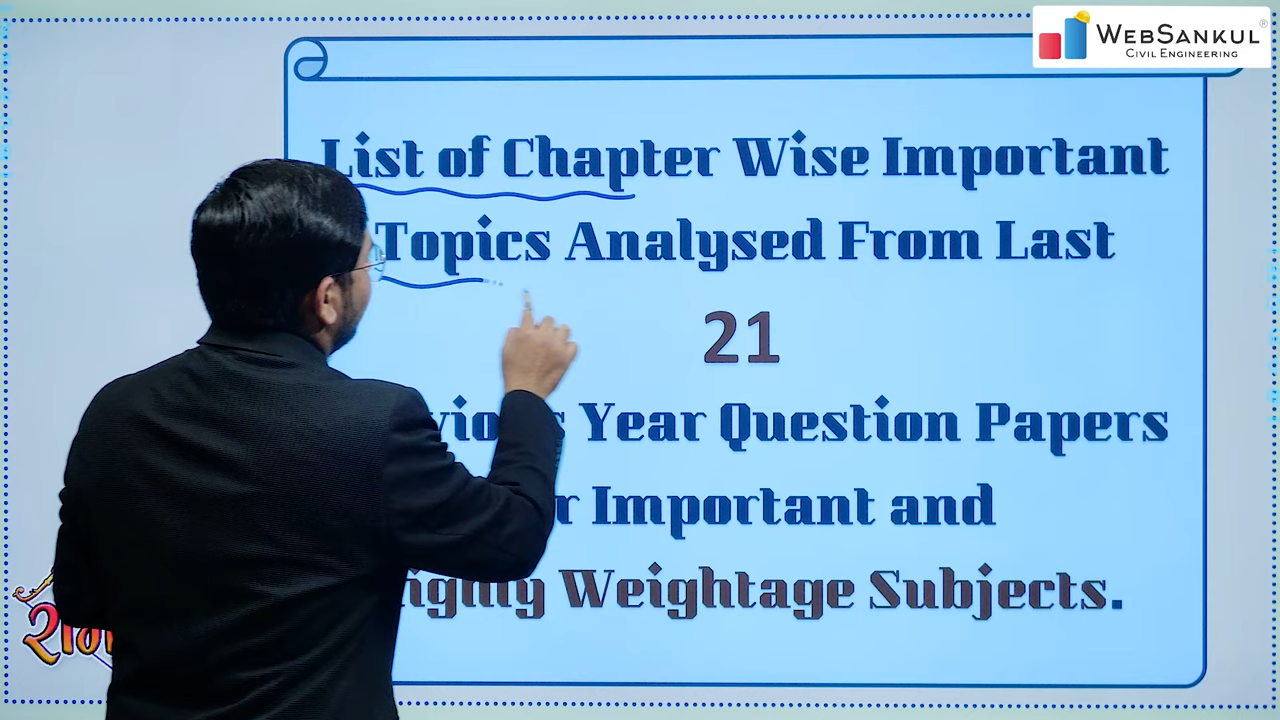 WEBSANKUL®
CIVIL ENGINEERING
List of Chapter Wise Important
Topics Analysed From Last
21
Year Question Papers
Important and
Weightage Subjects.